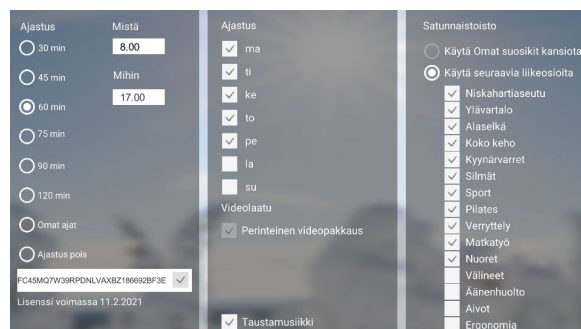 Ajastus
30 min
45 min
60 min
75 min
90 min
120 min
Omat ajat
Ajastus pois
FC45MQ7W39RPDNLVAXBZ186692BF3E
Lisenssi voimassa 11.2.2021
Mistä
8.00
Mihin
17.00
Ajastus
ma
ti
ke
to
pe
la
su
Videolaatu
Perinteinen videopakkaus
Taustamusiikki
Satunnaistoisto
Käytä Omat suosikit kansiota
Käytä seuraavia liikeosioita
Niskahartiaseutu
Ylävartalo
Alaselkä
Koko keho
Kyynärvarret
Silmät
Sport
Pilates
Verryttely
Matkatyö
Nuoret
Välineet
Äänenhuolto
Aivot
Ergonomia